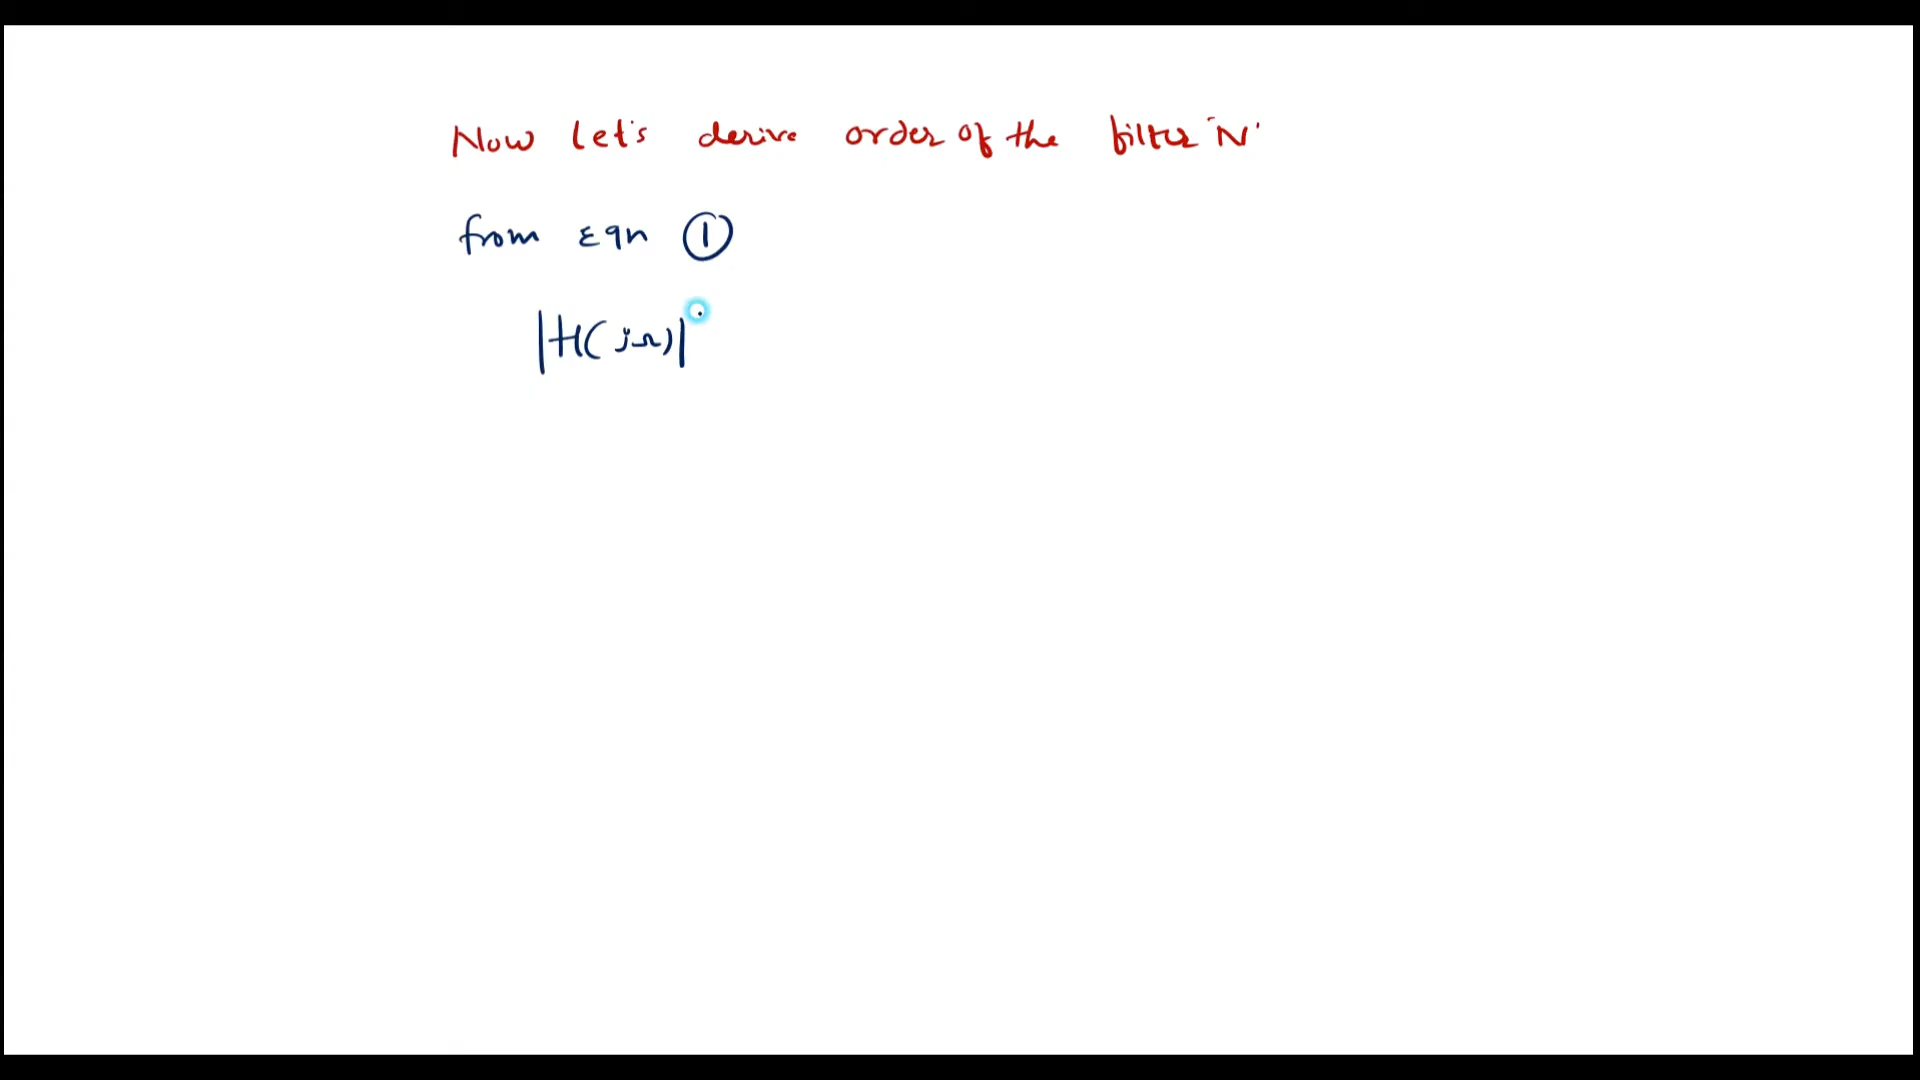 Now let's derive order of the filter 'N'
from Eqn ①
|H(jΩ)|